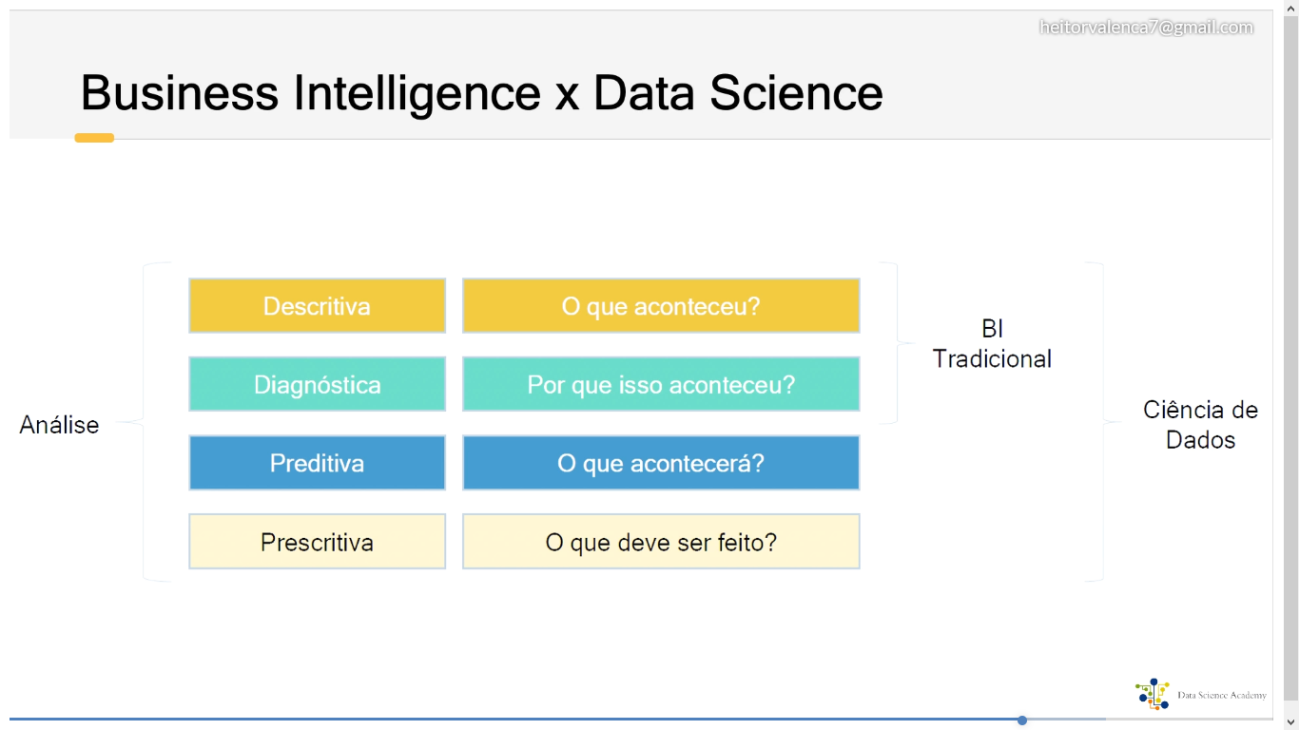 heitorvalenca7@gmail.com
Business Intelligence x Data Science
Análise
Descritiva
O que aconteceu?
Diagnóstica
Por que isso aconteceu?
Preditiva
O que acontecerá?
Prescritiva
O que deve ser feito?
BI
Tradicional
Ciência de
Dados
Data Science Academy